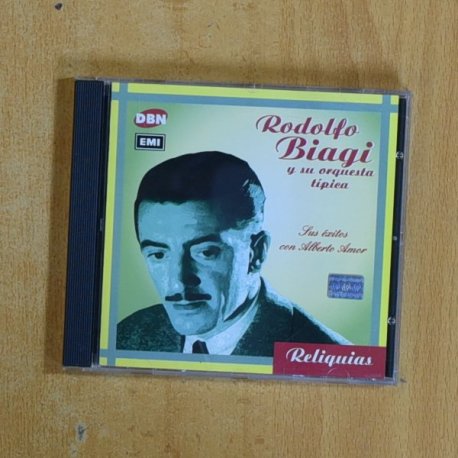 DBN
EMI
Rodolfo
Biagi
y su orquesta
típica
Sus éxitos
con Alberto Amor
Reliquias